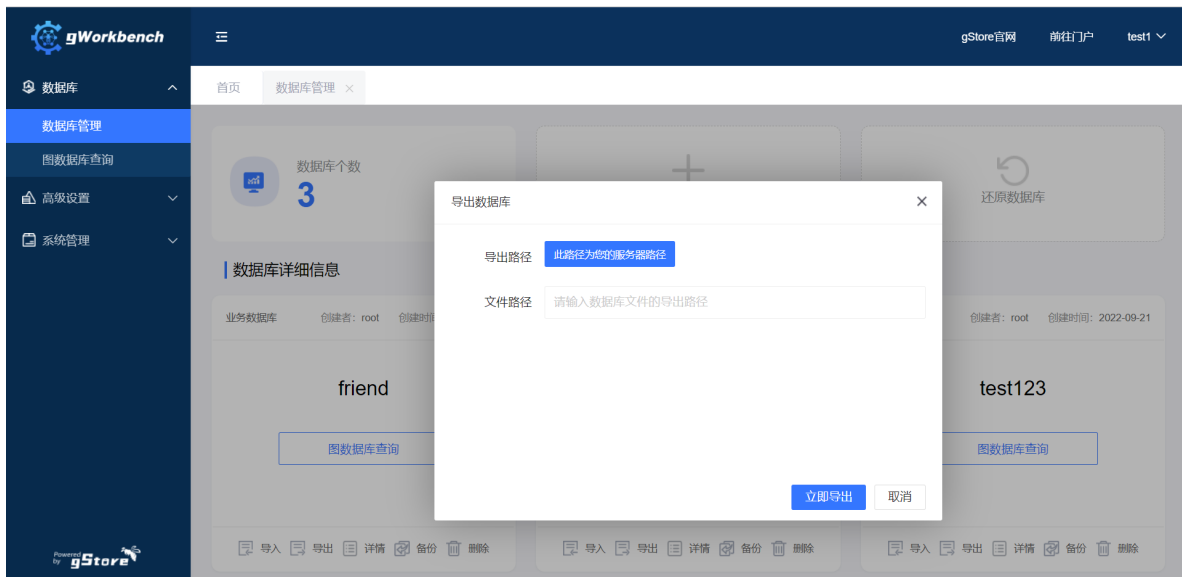 gWorkbench
gStore官网 前往门户 test1
数据库
首页 数据库管理
数据库管理
图数据库查询
高级设置
系统管理
数据库个数
3
还原数据库
导出数据库
导出路径 此路径为您的服务器路径
文件路径 请输入数据库文件的导出路径
立即导出 取消
数据库详细信息
业务数据库 创建者：root 创建时间
创建者：root 创建时间：2022-09-21
friend
test123
图数据库查询
图数据库查询
导入 导出 详情 备份 删除
导入 导出 详情 备份 删除
导入 导出 详情 备份 删除
Powered by gStore